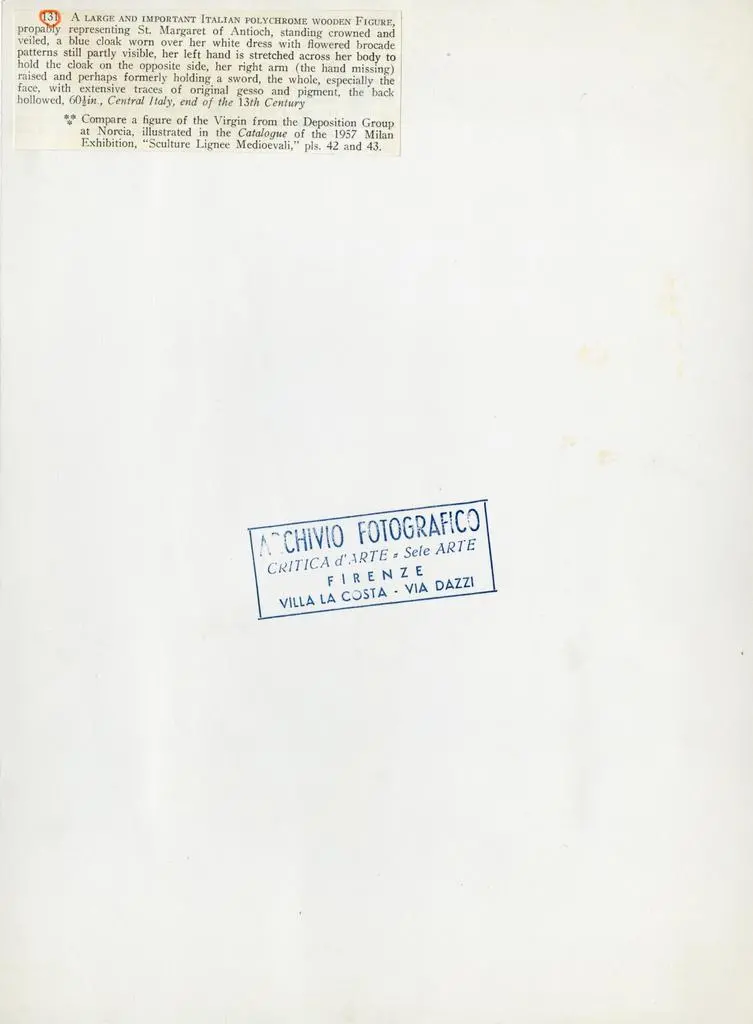 131 A LARGE AND IMPORTANT ITALIAN POLYCHROME WOODEN FIGURE,
propably representing St. Margaret of Antioch, standing crowned and
veiled, a blue cloak worn over her white dress with flowered brocade
patterns still partly visible, her left hand is stretched across her body to
hold the cloak on the opposite side, her right arm (the hand missing)
raised and perhaps formerly holding a sword, the whole, especially the
face, with extensive traces of original gesso and pigment, the back
hollowed, 60½in., Central Italy, end of the 13th Century
*** Compare a figure of the Virgin from the Deposition Group
at Norcia, illustrated in the Catalogue of the 1957 Milan
Exhibition, "Sculture Lignee Medioevali," pls. 42 and 43.
ARCHIVIO FOTOGRAFICO
CRITICA d'ARTE = Sele ARTE
FIRENZE
VILLA LA COSTA - VIA DAZZI